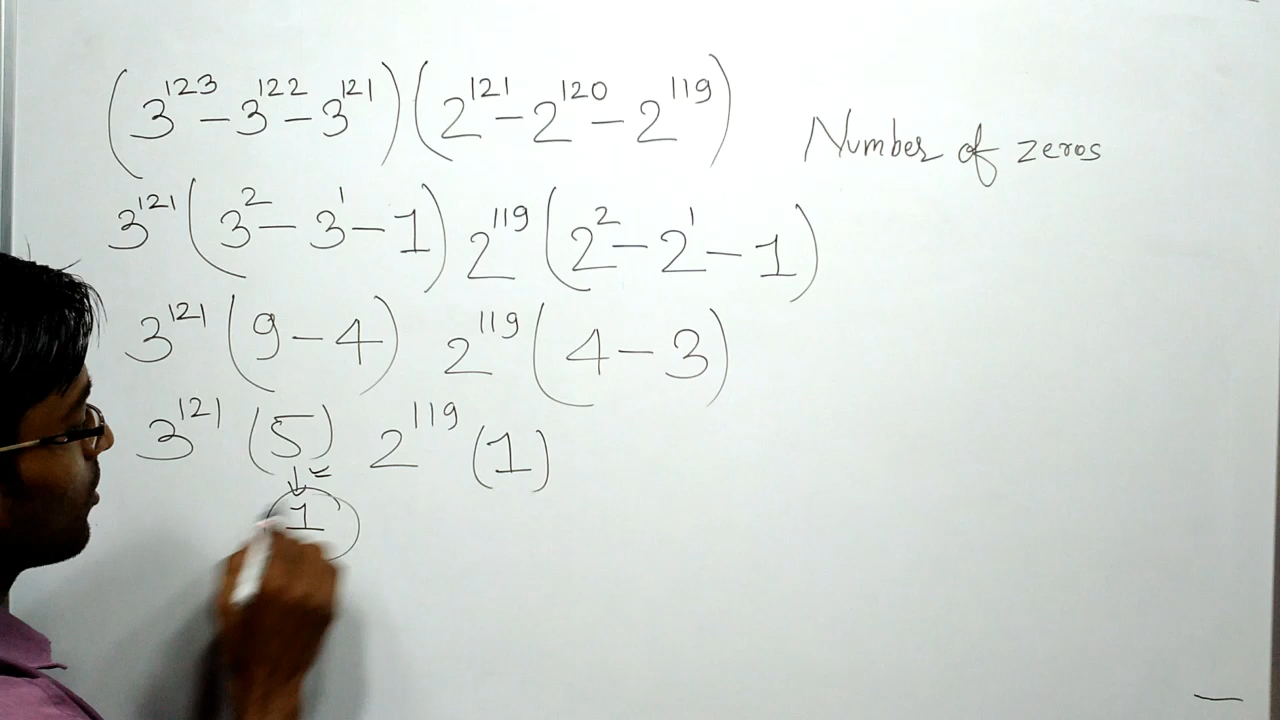 (3¹²³ − 3¹²² − 3¹²¹) (2¹²¹ − 2¹²⁰ − 2¹¹⁹) Number of zeros
3¹²¹ (3² − 3¹ − 1) 2¹¹⁹ (2² − 2¹ − 1)
3¹²¹ (9 − 4) 2¹¹⁹ (4 − 3)
3¹²¹ (5) 2¹¹⁹ (1)
↓
1